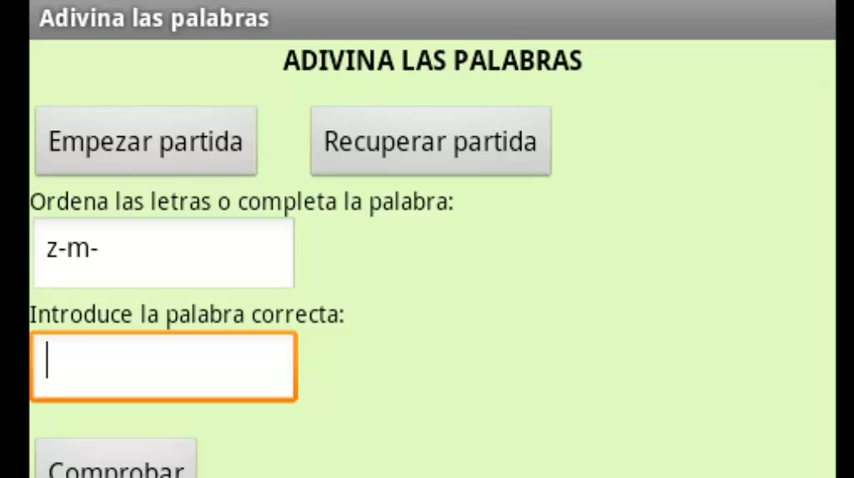 Adivina las palabras
ADIVINA LAS PALABRAS
Empezar partida
Recuperar partida
Ordena las letras o completa la palabra:
z-m-
Introduce la palabra correcta:
Comprobar